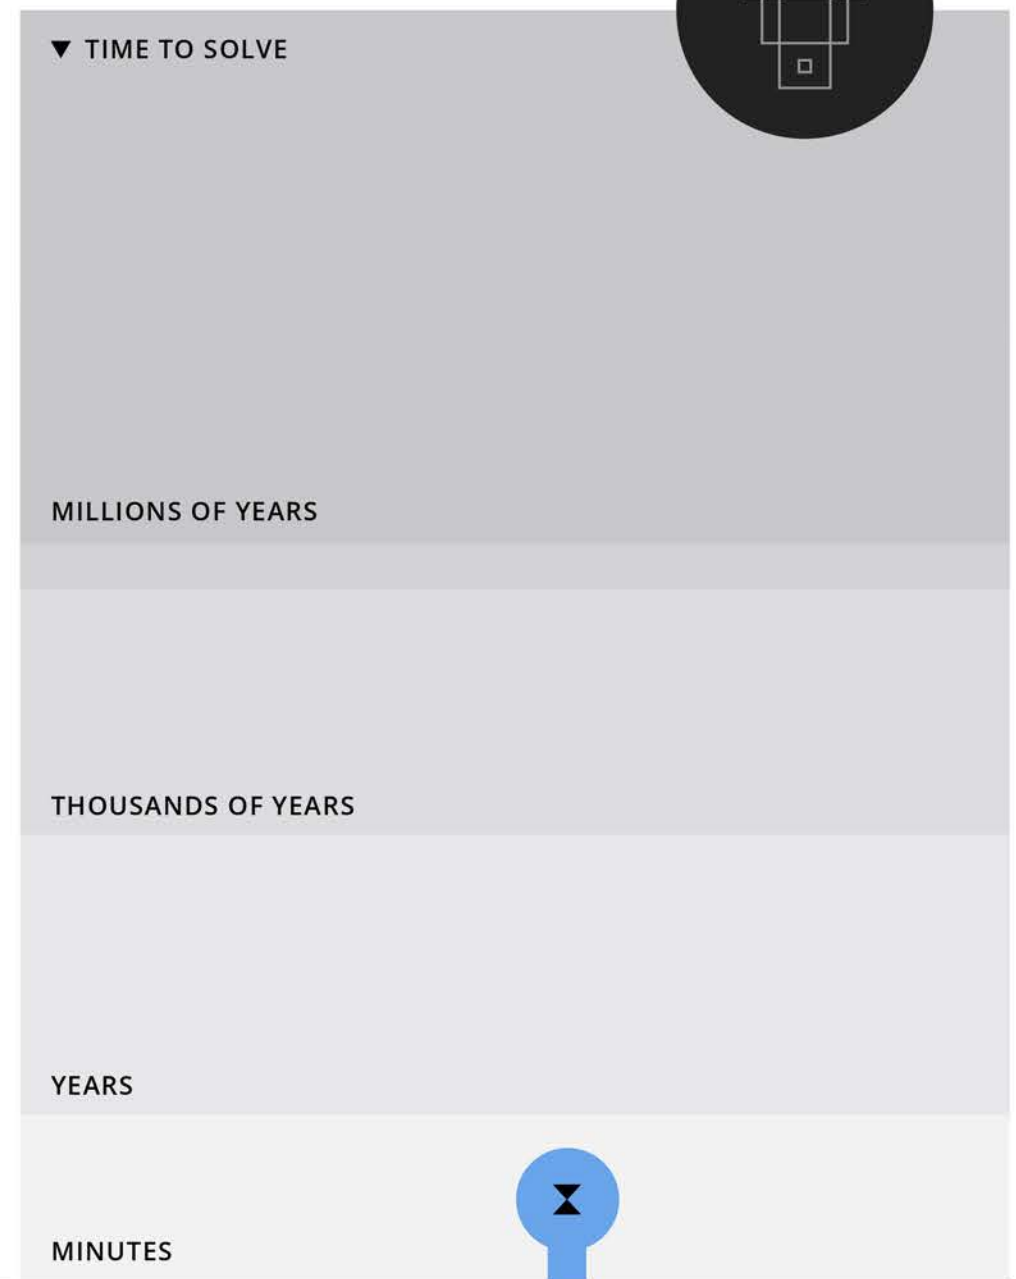 ▼ TIME TO SOLVE
MILLIONS OF YEARS
THOUSANDS OF YEARS
YEARS
MINUTES